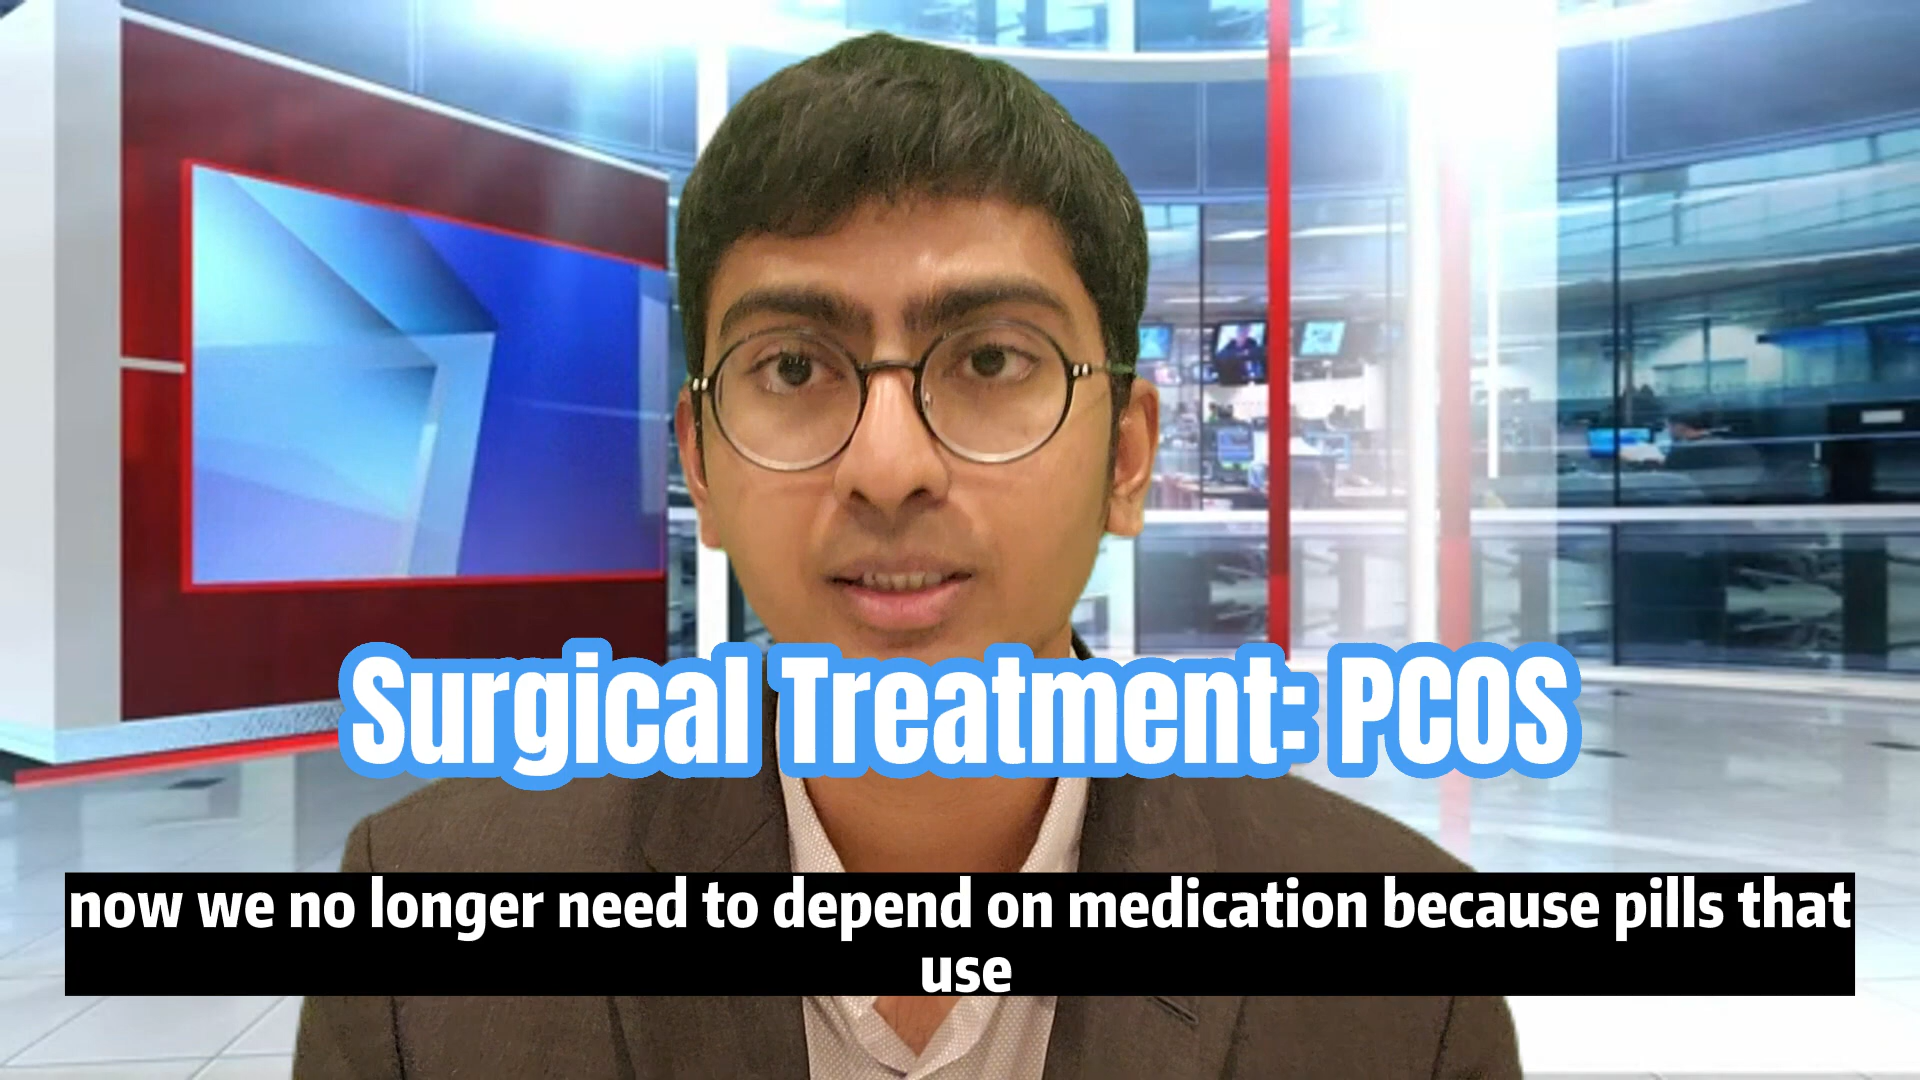 Surgical Treatment: PCOS
now we no longer need to depend on medication because pills that
use